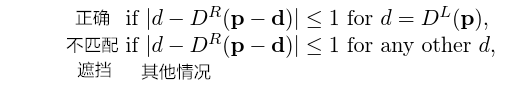 正确 if |d − D^R(𝐩 − 𝐝)| ≤ 1 for d = D^L(𝐩),
不匹配 if |d − D^R(𝐩 − 𝐝)| ≤ 1 for any other d,
遮挡 其他情况